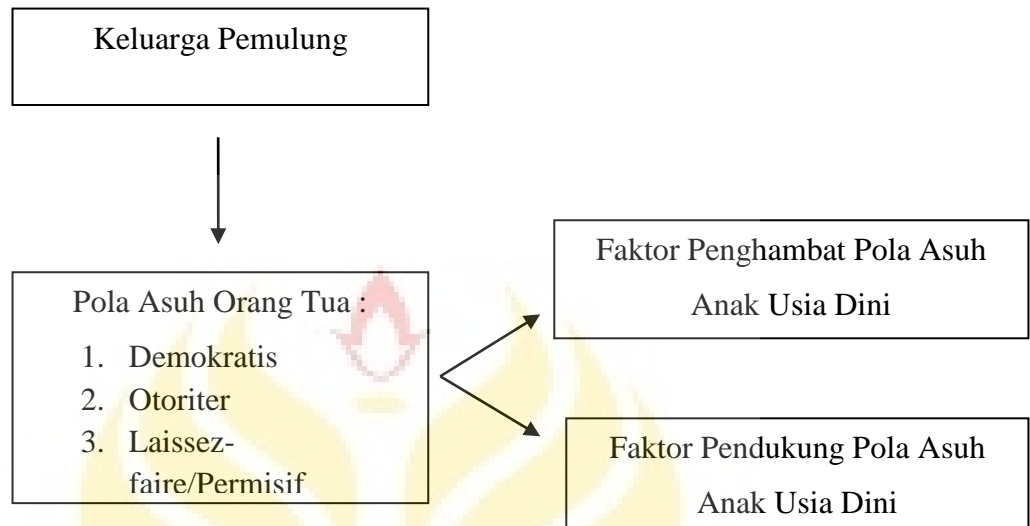 Keluarga Pemulung
Pola Asuh Orang Tua :
1. Demokratis
2. Otoriter
3. Laissez-
faire/Permisif
Faktor Penghambat Pola Asuh
Anak Usia Dini
Faktor Pendukung Pola Asuh
Anak Usia Dini